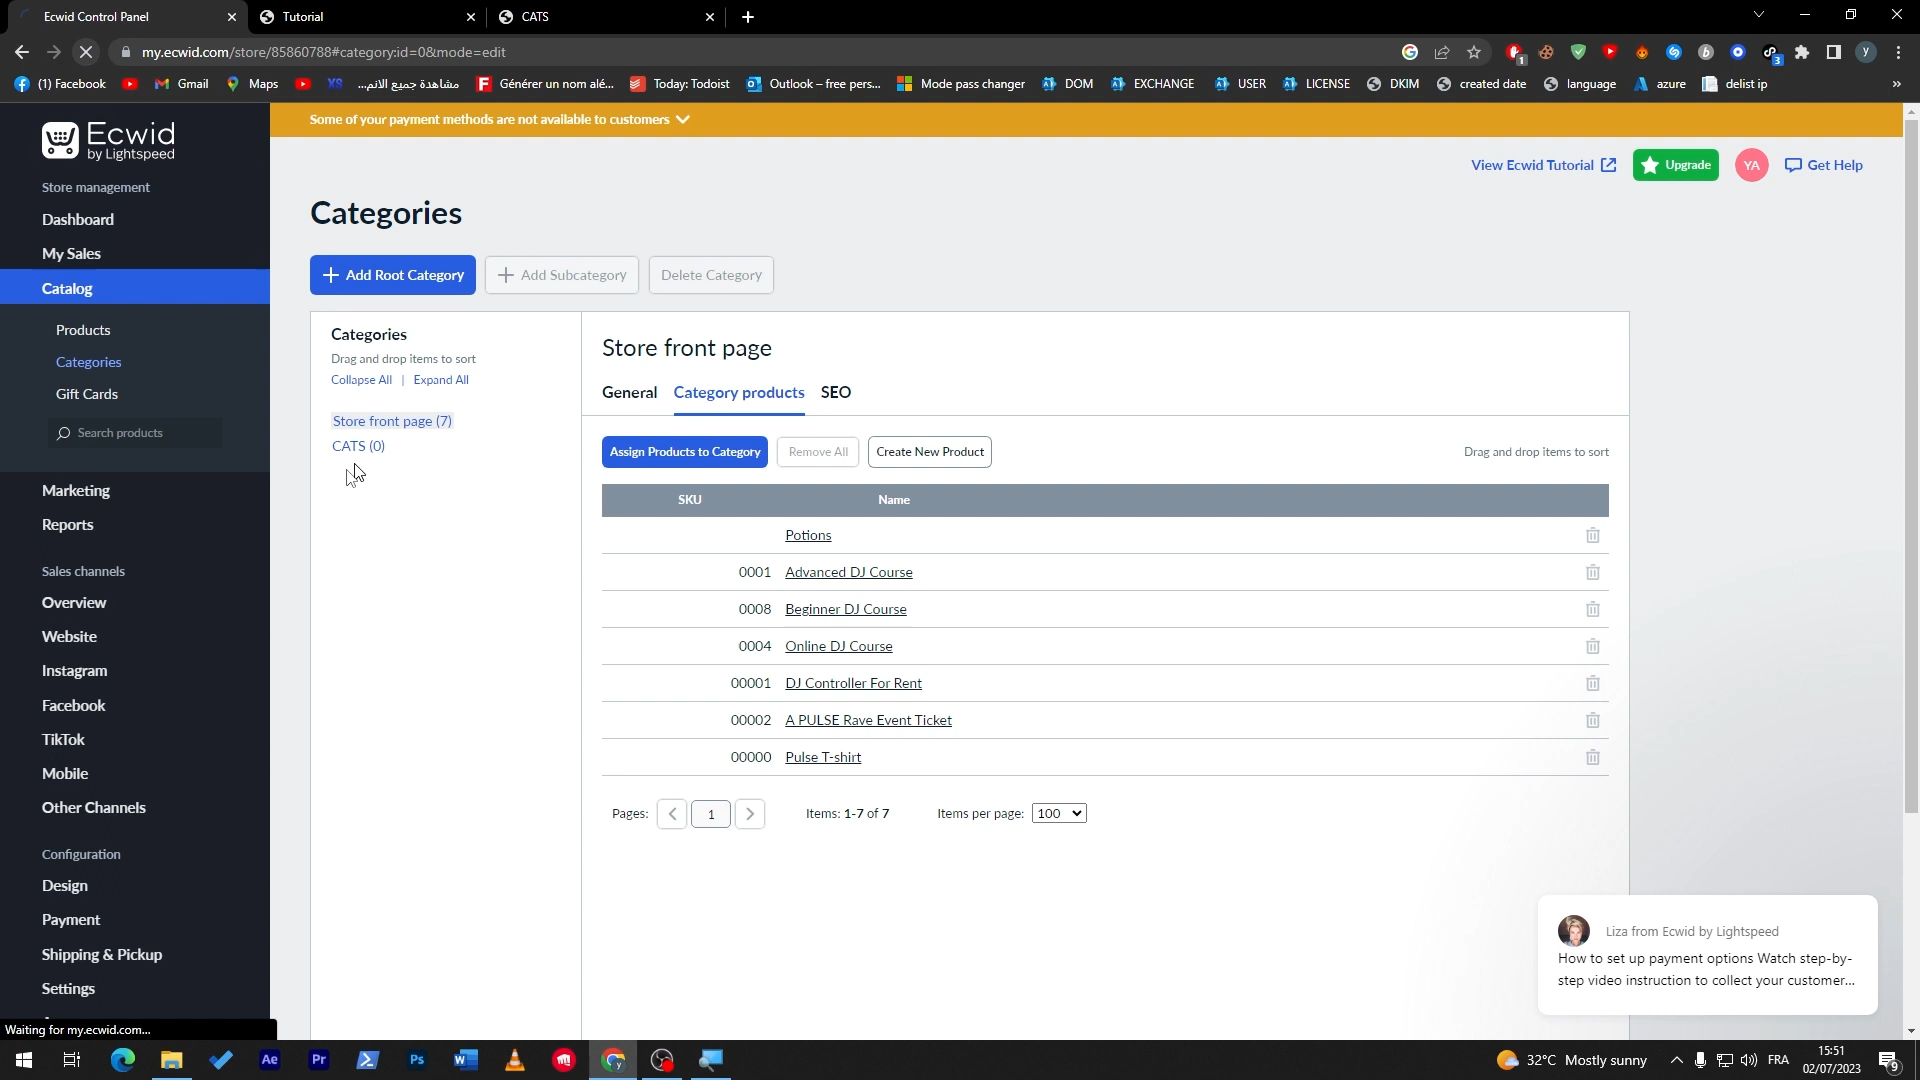 Ecwid Control Panel
Tutorial
CATS
my.ecwid.com/store/85860788#category:id=0&mode=edit
(1) Facebook
Gmail
Maps
XS
مشاهدة جميع الانم...
Générer un nom alé...
Today: Todoist
Outlook – free pers...
Mode pass changer
DOM
EXCHANGE
USER
LICENSE
DKIM
created date
language
azure
delist ip
»
Ecwid
by Lightspeed
Some of your payment methods are not available to customers
View Ecwid Tutorial
Upgrade
YA
Get Help
Store management
Dashboard
My Sales
Catalog
Products
Categories
Gift Cards
Search products
Marketing
Reports
Sales channels
Overview
Website
Instagram
Facebook
TikTok
Mobile
Other Channels
Configuration
Design
Payment
Shipping & Pickup
Settings
Categories
Add Root Category
Add Subcategory
Delete Category
Categories
Drag and drop items to sort
Collapse All | Expand All
Store front page (7)
CATS (0)
Store front page
General Category products SEO
Assign Products to Category
Remove All
Create New Product
Drag and drop items to sort
SKU Name
Potions
0001 Advanced DJ Course
0008 Beginner DJ Course
0004 Online DJ Course
00001 DJ Controller For Rent
00002 A PULSE Rave Event Ticket
00000 Pulse T-shirt
Pages: 1 Items: 1-7 of 7 Items per page: 100
Liza from Ecwid by Lightspeed
How to set up payment options Watch step-by-
step video instruction to collect your customer...
Waiting for my.ecwid.com...
32°C Mostly sunny
FRA
15:51
02/07/2023
9